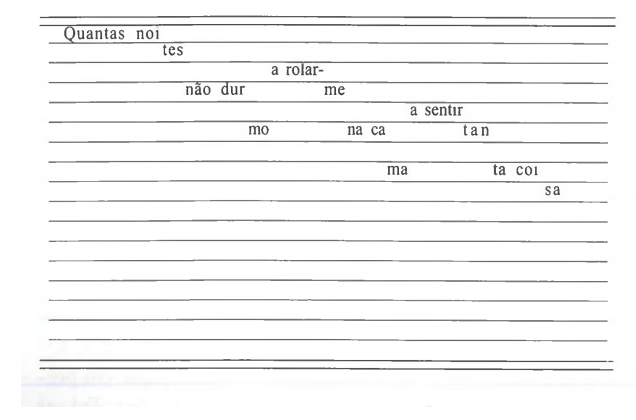 Quantas noi
tes
a rolar-
não dur me
a sentir
mo na ca tan
ma ta coi
sa